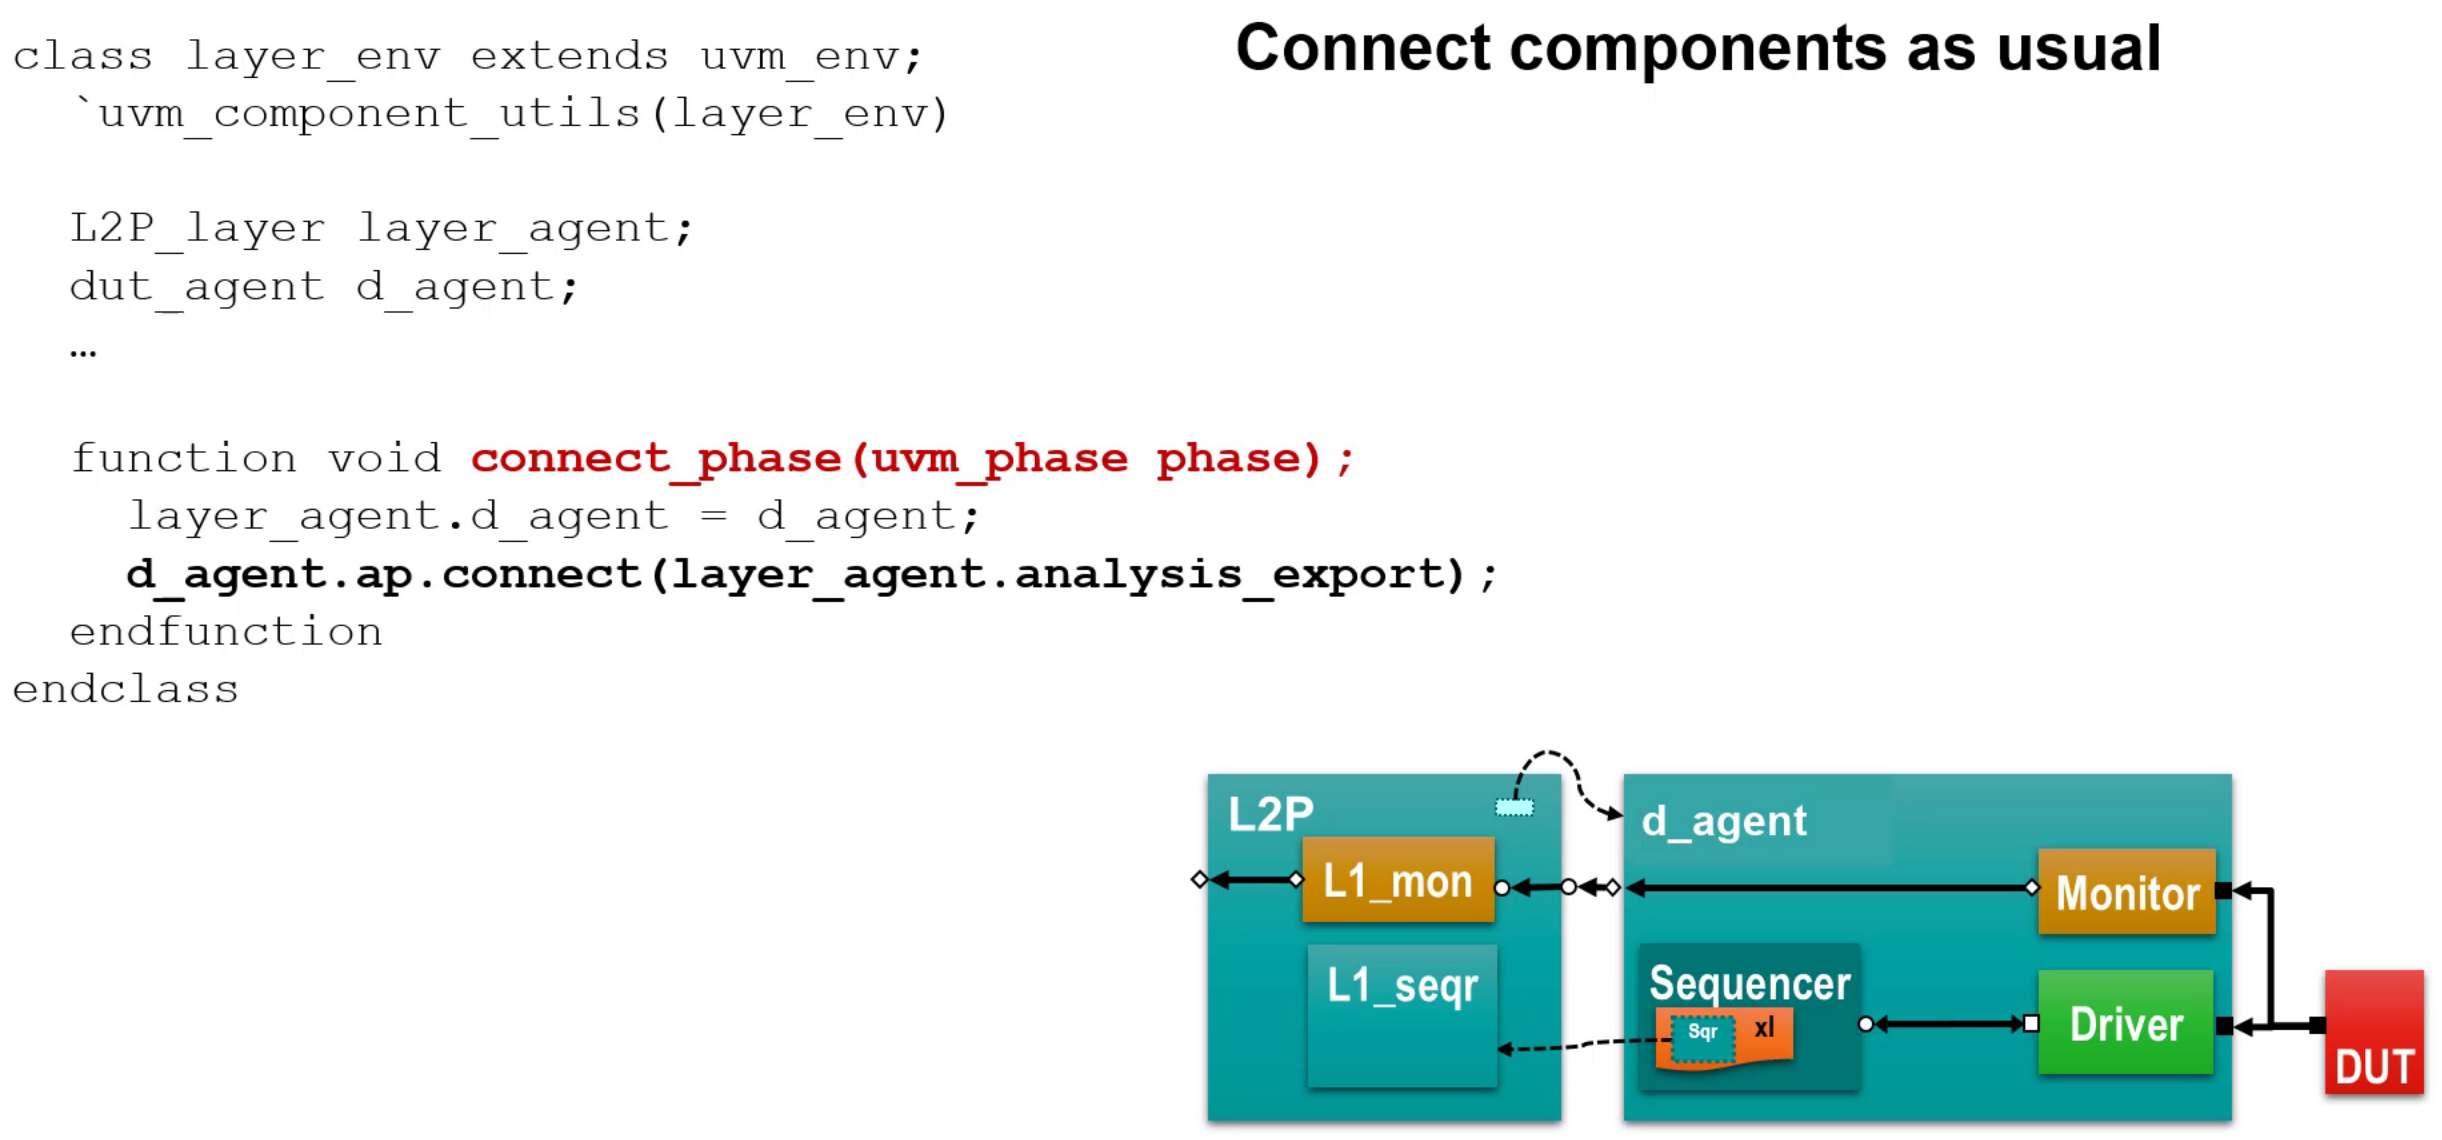 Connect components as usual
class layer_env extends uvm_env;
`uvm_component_utils(layer_env)
L2P_layer layer_agent;
dut_agent d_agent;
…
function void connect_phase(uvm_phase phase);
layer_agent.d_agent = d_agent;
d_agent.ap.connect(layer_agent.analysis_export);
endfunction
endclass
L2P
d_agent
L1_mon
Monitor
L1_seqr
Sequencer
Sqr
xl
Driver
DUT